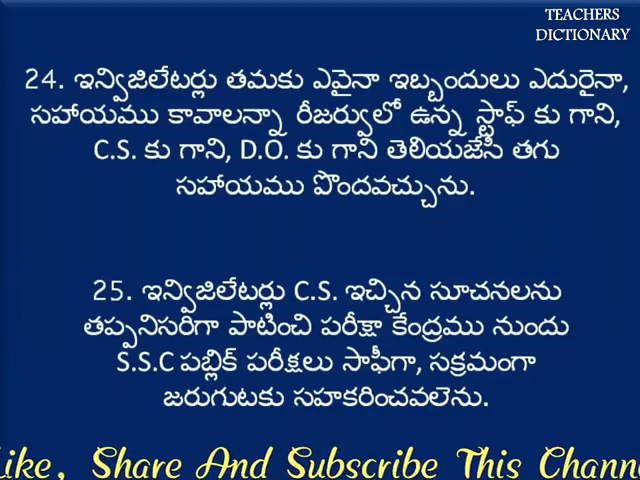 TEACHERS
DICTIONARY
24. ఇన్విజిలేటర్లు తమకు ఎవైనా ఇబ్బందులు ఎదురైనా,
సహాయము కావాలన్నా రీజర్వులో ఉన్న స్టాఫ్ కు గాని,
C.S. కు గాని, D.O. కు గాని తెలియజేసి తగు
సహాయము పొందవచ్చును.
25. ఇన్విజిలేటర్లు C.S. ఇచ్చిన సూచనలను
తప్పనిసరిగా పాటించి పరీక్షా కేంద్రము నుందు
S.S.C పబ్లిక్ పరీక్షలు సాఫీగా, సక్రమంగా
జరుగుటకు సహకరించవలెను.
Like, Share And Subscribe This Chann